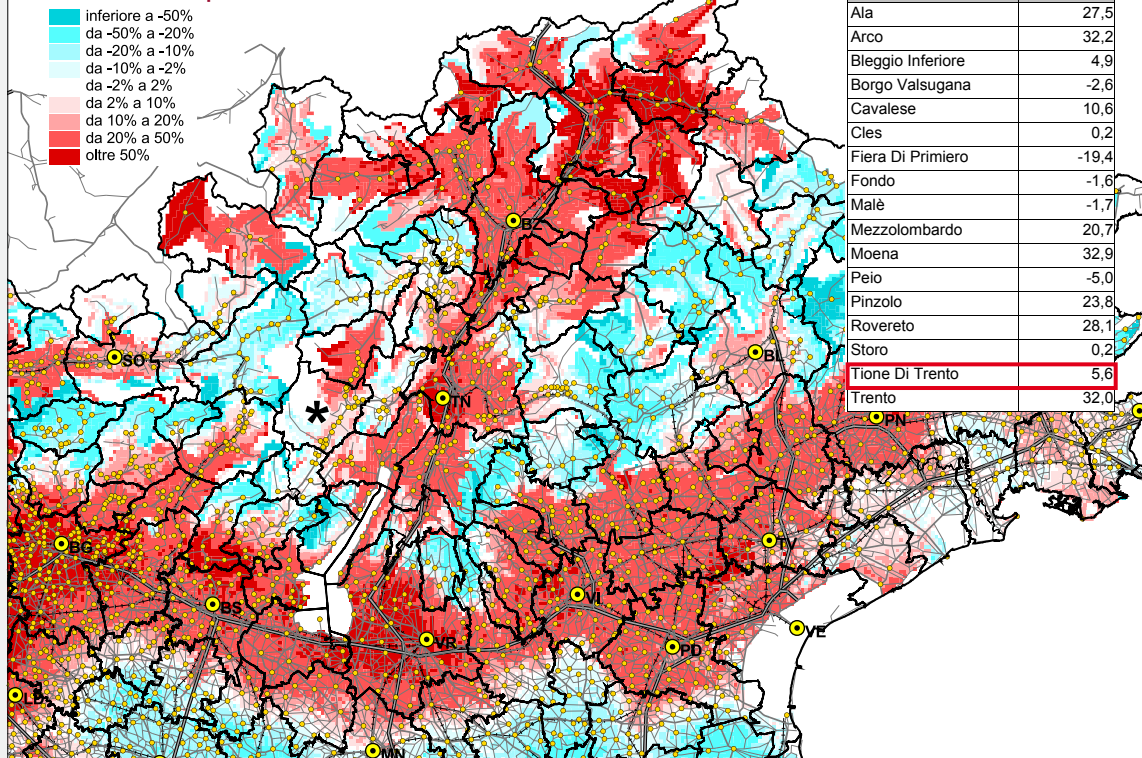 inferiore a -50%
da -50% a -20%
da -20% a -10%
da -10% a -2%
da -2% a 2%
da 2% a 10%
da 10% a 20%
da 20% a 50%
oltre 50%
Ala 27,5
Arco 32,2
Bleggio Inferiore 4,9
Borgo Valsugana -2,6
Cavalese 10,6
Cles 0,2
Fiera Di Primiero -19,4
Fondo -1,6
Malè -1,7
Mezzolombardo 20,7
Moena 32,9
Peio -5,0
Pinzolo 23,8
Rovereto 28,1
Storo 0,2
Tione Di Trento 5,6
Trento 32,0
BZ
SO
BL
*
TN
PN
BG
BS
VI
VR
PD
VE
MN